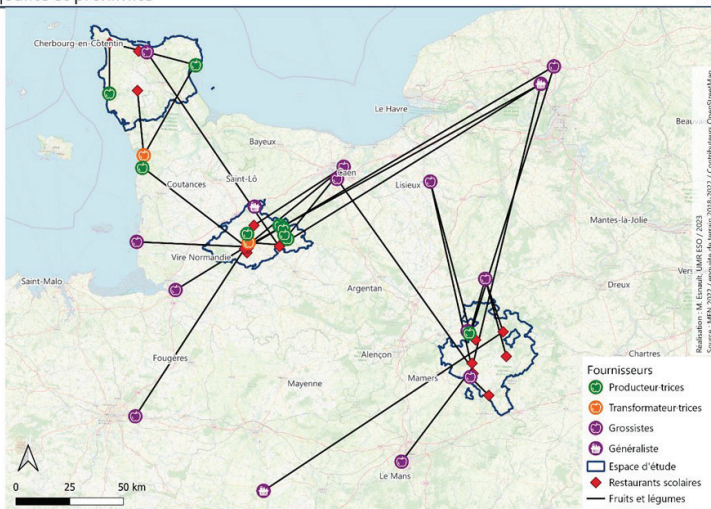 Cherbourg-en-Cotentin
Le Havre
Bayeux
Caen
Saint-Lô
Coutances
Lisieux
Mantes-la-Jolie
Vire Normandie
Saint-Malo
Argentan
Dreux
Alençon
Chartres
Fougères
Mayenne
Mamers
Le Mans
0 25 50 km
Fournisseurs
Producteur·trices
Transformateur·trices
Grossistes
Généraliste
Espace d'étude
Restaurants scolaires
Fruits et légumes
Réalisation : M. Esnault, UMR ESO / 2023